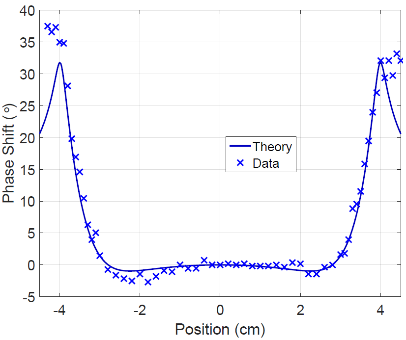 40
35
30
25
20
15
10
5
0
-5
Phase Shift (°)
Theory
Data
-4 -2 0 2 4
Position (cm)